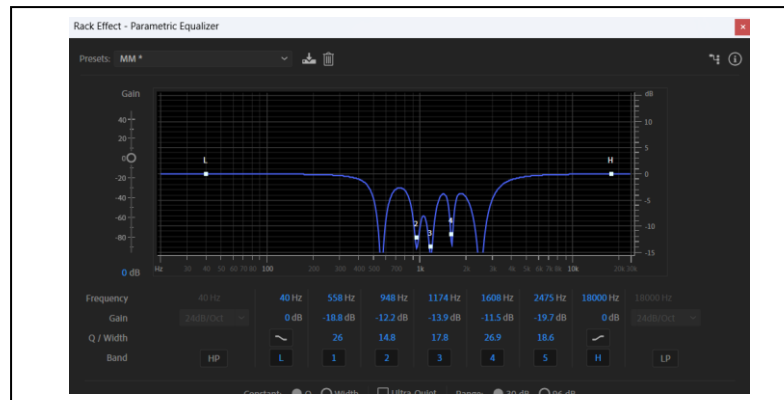 Rack Effect - Parametric Equalizer
Presets: MM *
Gain dB
40
20
0
-20
-40
-60
-80
0 dB
10
5
0
-5
-10
-15
L 2 3 4 H
Hz 30 40 50 60 70 80 100 200 300 400 500 700 1k 2k 3k 4k 5k 6k 7k 8k 10k 20k 30k
Frequency 40 Hz 40 Hz 558 Hz 948 Hz 1174 Hz 1608 Hz 2475 Hz 18000 Hz 18000 Hz
Gain 24dB/Oct 0 dB -18.8 dB -12.2 dB -13.9 dB -11.5 dB -19.7 dB 0 dB 24dB/Oct
Q / Width 26 14.8 17.8 26.9 18.6
Band HP L 1 2 3 4 5 H LP
Constant: Q Width Ultra-Quiet Range: 30 dB 96 dB